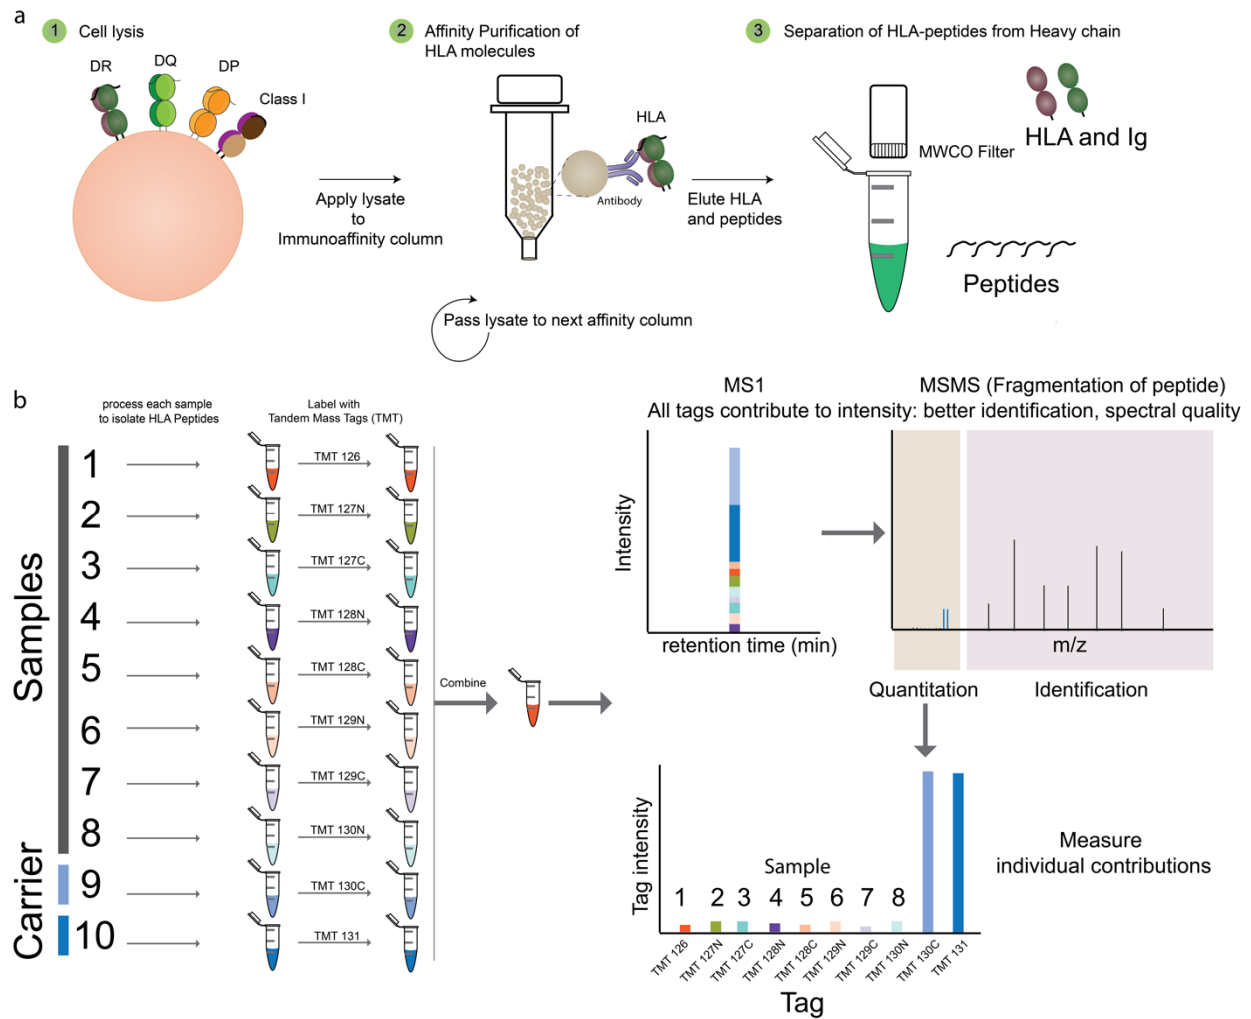 a
1 Cell lysis
DR
DQ
DP
Class I
Apply lysate
to
Immunoaffinity column
2 Affinity Purification of
HLA molecules
HLA
Antibody
Pass lysate to next affinity column
Elute HLA
and peptides
3 Separation of HLA-peptides from Heavy chain
MWCO Filter
HLA and Ig
Peptides
b
process each sample
to isolate HLA Peptides
Label with
Tandem Mass Tags (TMT)
Samples
Carrier
1
TMT 126
2
TMT 127N
3
TMT 127C
4
TMT 128N
5
TMT 128C
6
TMT 129N
7
TMT 129C
8
TMT 130N
9
TMT 130C
10
TMT 131
Combine
MS1
MSMS (Fragmentation of peptide)
All tags contribute to intensity: better identification, spectral quality
Intensity
retention time (min)
m/z
Quantitation
Identification
Tag intensity
Sample
1 2 3 4 5 6 7 8
TMT 126
TMT 127N
TMT 127C
TMT 128N
TMT 128C
TMT 129N
TMT 129C
TMT 130N
TMT 130C
TMT 131
Tag
Measure
individual contributions